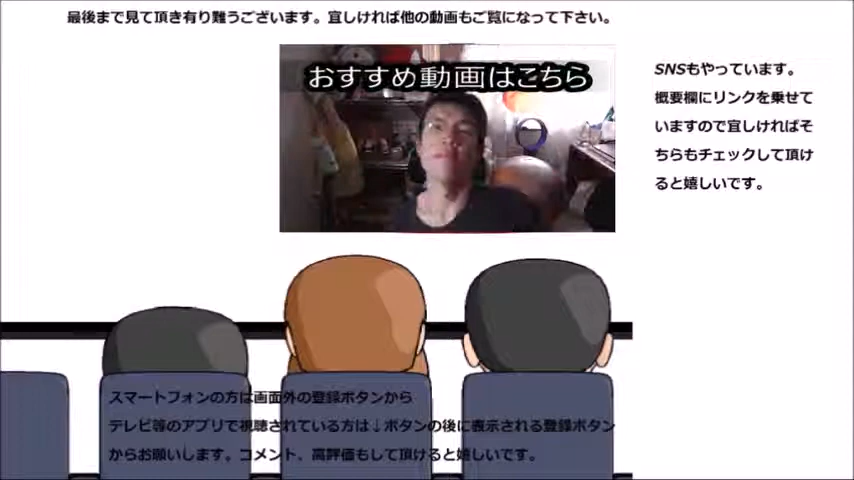 最後まで見て頂き有り難うございます。宜しければ他の動画もご覧になって下さい。
おすすめ動画はこちら
SNSもやっています。
概要欄にリンクを乗せて
いますので宜しければそ
ちらもチェックして頂け
ると嬉しいです。
スマートフォンの方は画面外の登録ボタンから
テレビ等のアプリで視聴されている方は↓ボタンの後に表示される登録ボタン
からお願いします。コメント、高評価もして頂けると嬉しいです。